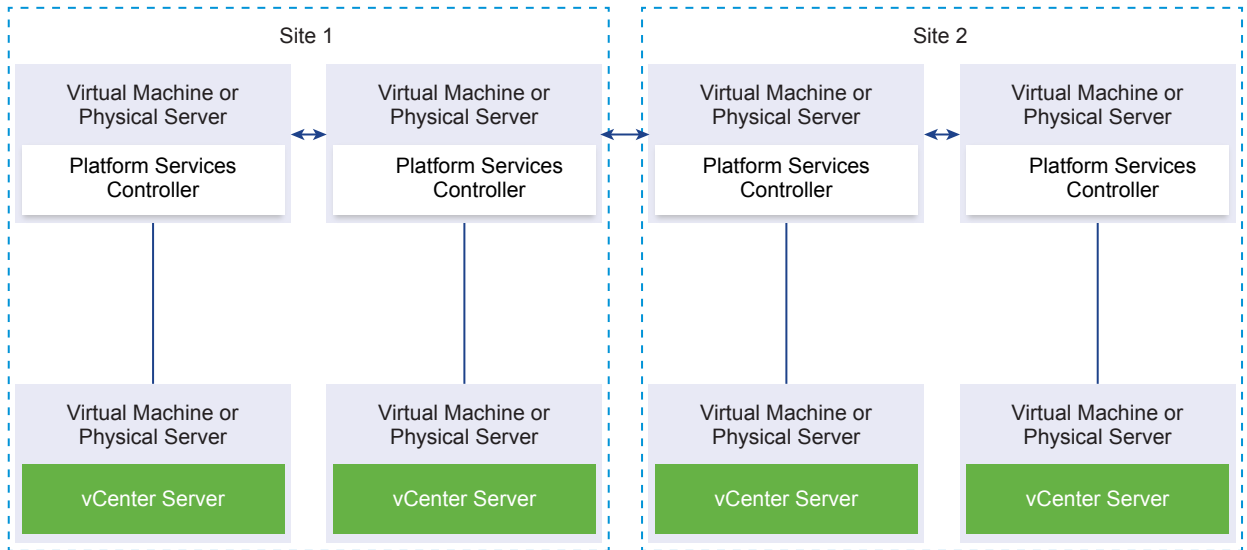 Site 1
Site 2
Virtual Machine or
Physical Server
Platform Services
Controller
Virtual Machine or
Physical Server
Platform Services
Controller
Virtual Machine or
Physical Server
Platform Services
Controller
Virtual Machine or
Physical Server
Platform Services
Controller
Virtual Machine or
Physical Server
vCenter Server
Virtual Machine or
Physical Server
vCenter Server
Virtual Machine or
Physical Server
vCenter Server
Virtual Machine or
Physical Server
vCenter Server